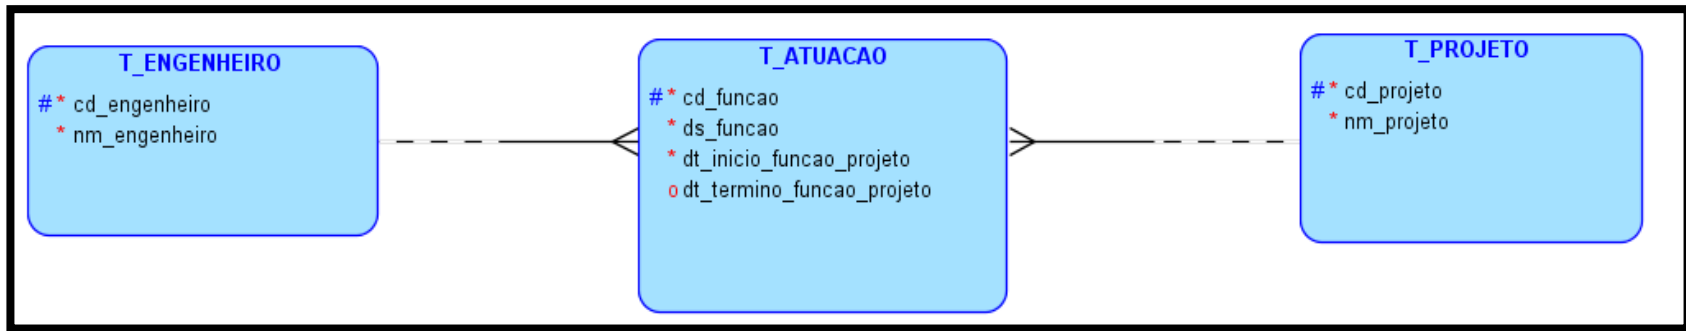 T_ENGENHEIRO
#* cd_engenheiro
* nm_engenheiro
T_ATUACAO
#* cd_funcao
* ds_funcao
* dt_inicio_funcao_projeto
o dt_termino_funcao_projeto
T_PROJETO
#* cd_projeto
* nm_projeto